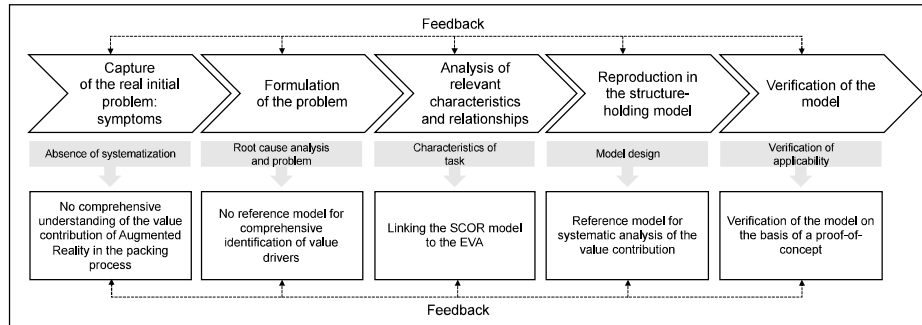 Feedback
Capture
of the real initial
problem:
symptoms
Formulation
of the problem
Analysis of
relevant
characteristics
and relationships
Reproduction in
the structure-
holding model
Verification of the
model
Absence of systematization
Root cause analysis
and problem
Characteristics of
task
Model design
Verification of
applicability
No comprehensive
understanding of the value
contribution of Augmented
Reality in the packing
process
No reference model for
comprehensive
identification of value
drivers
Linking the SCOR model
to the EVA
Reference model for
systematic analysis of the
value contribution
Verification of the model on
the basis of a proof-of-
concept
Feedback